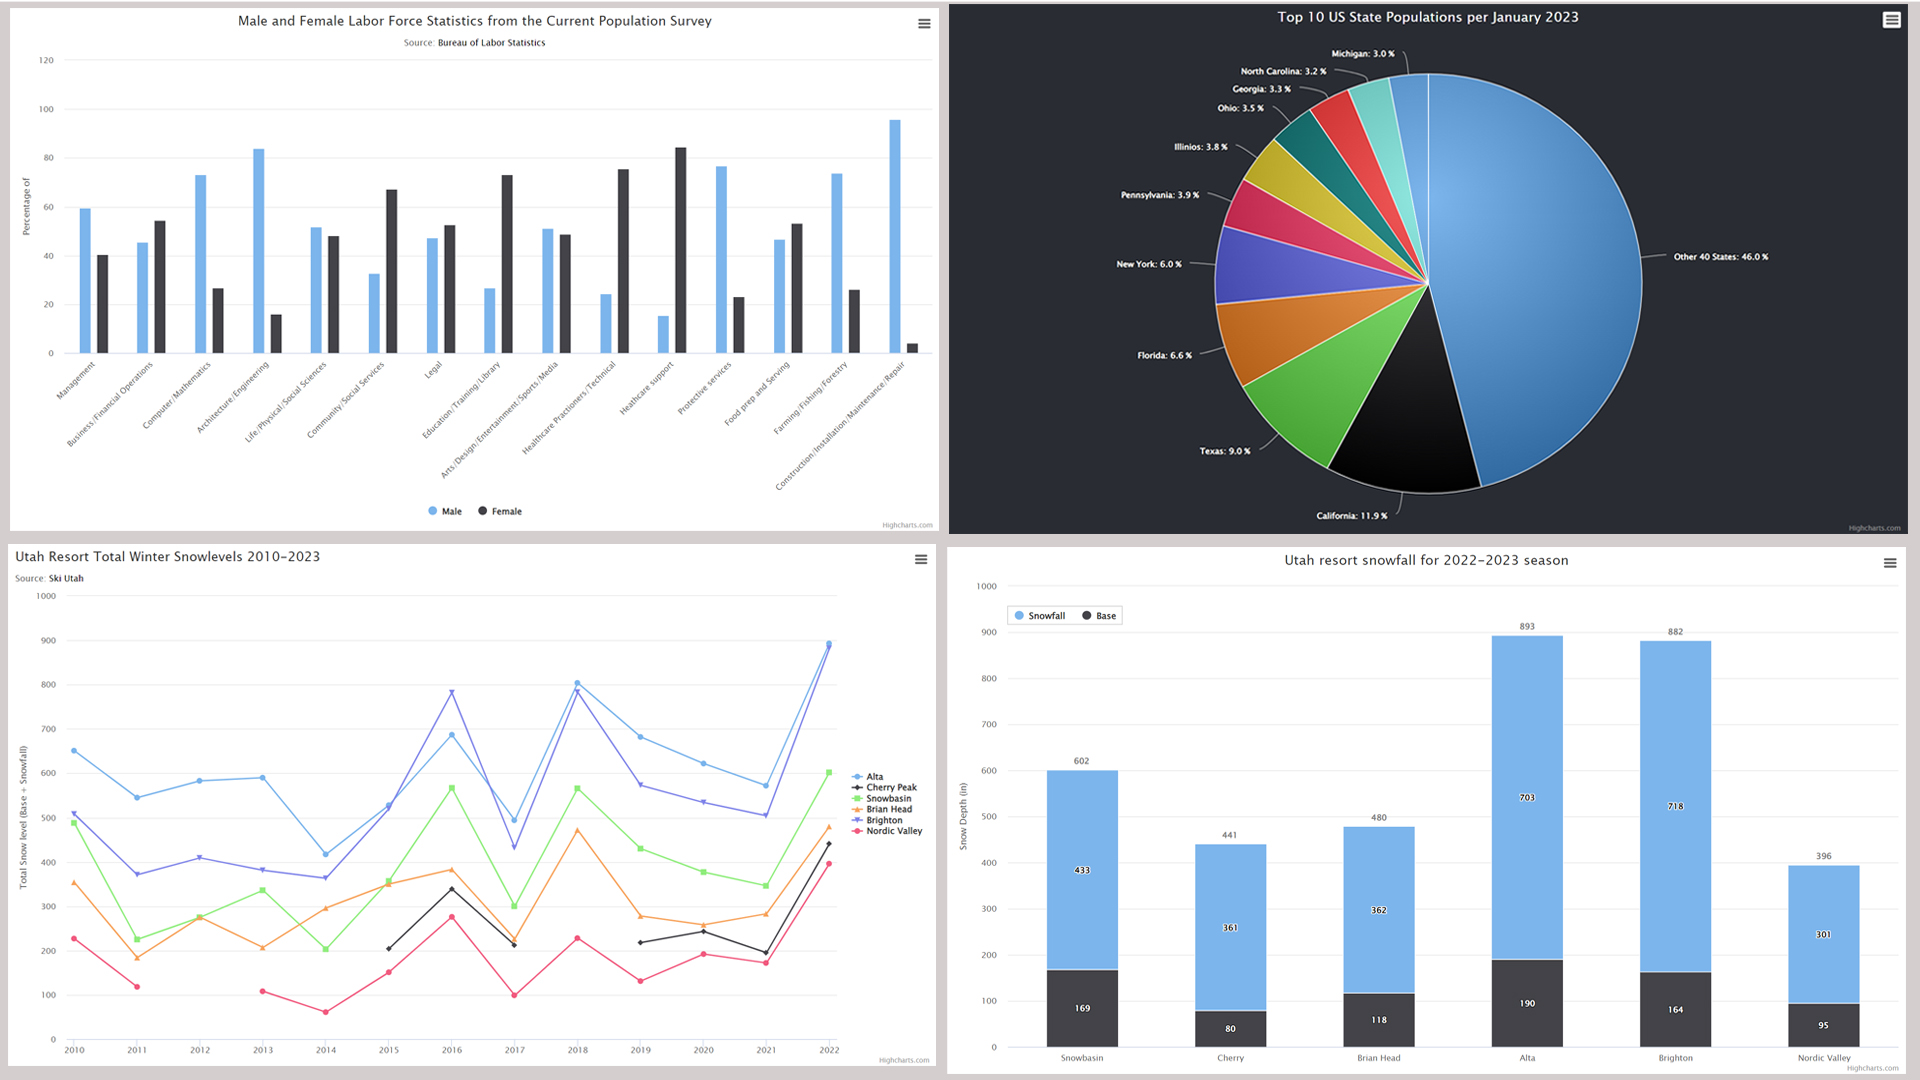 Male and Female Labor Force Statistics from the Current Population Survey
Source: Bureau of Labor Statistics
Percentage of
120
100
80
60
40
20
0
Management
Business/Financial Operations
Computer/Mathematics
Architecture/Engineering
Life/Physical/Social Sciences
Community/Social Services
Legal
Education/Training/Library
Arts/Design/Entertainment/Sports/Media
Healthcare Practioners/Technical
Heathcare support
Protective services
Food prep and Serving
Farming/Fishing/Forestry
Construction/Installation/Maintenance/Repair
Male Female
Highcharts.com
Top 10 US State Populations per January 2023
Michigan: 3.0 %
North Carolina: 3.2 %
Georgia: 3.3 %
Ohio: 3.5 %
Illinios: 3.8 %
Pennsylvania: 3.9 %
New York: 6.0 %
Other 40 States: 46.0 %
Florida: 6.6 %
Texas: 9.0 %
California: 11.9 %
Highcharts.com
Utah Resort Total Winter Snowlevels 2010-2023
Source: Ski Utah
Total Snow level (Base + Snowfall)
1000
900
800
700
600
500
400
300
200
100
0
2010 2011 2012 2013 2014 2015 2016 2017 2018 2019 2020 2021 2022
Alta
Cherry Peak
Snowbasin
Brian Head
Brighton
Nordic Valley
Highcharts.com
Utah resort snowfall for 2022-2023 season
Snowfall Base
Snow Depth (in)
1000
900
800
700
600
500
400
300
200
100
0
602 441 480 893 882 396
433 361 362 703 718 301
169 80 118 190 164 95
Snowbasin Cherry Brian Head Alta Brighton Nordic Valley
Highcharts.com